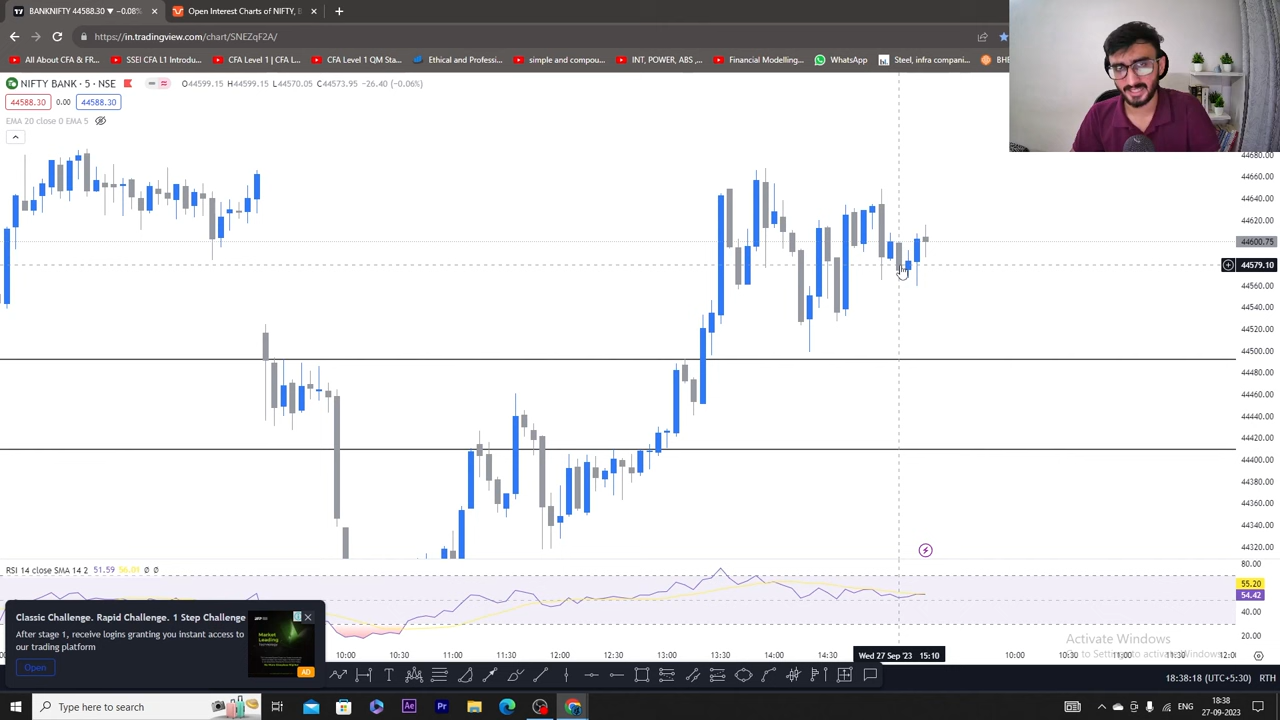 BANKNIFTY 44588.30 ▼ −0.08%
Open Interest Charts of NIFTY, B
https://in.tradingview.com/chart/SNEZqF2A/
All About CFA & FR
SSEI CFA L1 Introdu...
CFA Level 1 | CFA L...
CFA Level 1 QM Sta...
Ethical and Professio...
simple and compou...
INT, POWER, ABS ,...
Financial Modelling...
WhatsApp
Steel, infra compani...
NIFTY BANK · 5 · NSE
O44599.15 H44599.15 L44570.05 C44573.95 −26.40 (−0.06%)
44588.30
0.00
44588.30
EMA 20 close 0 EMA 5
44680.00
44660.00
44640.00
44620.00
44600.75
44579.10
44560.00
44540.00
44520.00
44500.00
44480.00
44460.00
44440.00
44420.00
44400.00
44380.00
44360.00
44340.00
44320.00
RSI 14 close SMA 14 2 51.59 56.01 Ø Ø
80.00
55.20
54.42
40.00
20.00
Classic Challenge. Rapid Challenge. 1 Step Challenge
After stage 1, receive logins granting you instant access to
our trading platform
Open
AD
Activate Windows
10:00
10:30
11:00
11:30
12:00
12:30
13:00
13:30
14:00
14:30
Wed 27 Sep '23 15:10
10:00
10:30
11:00
11:30
18:38:18 (UTC+5:30)
RTH
Type here to search
18:38
27-09-2023